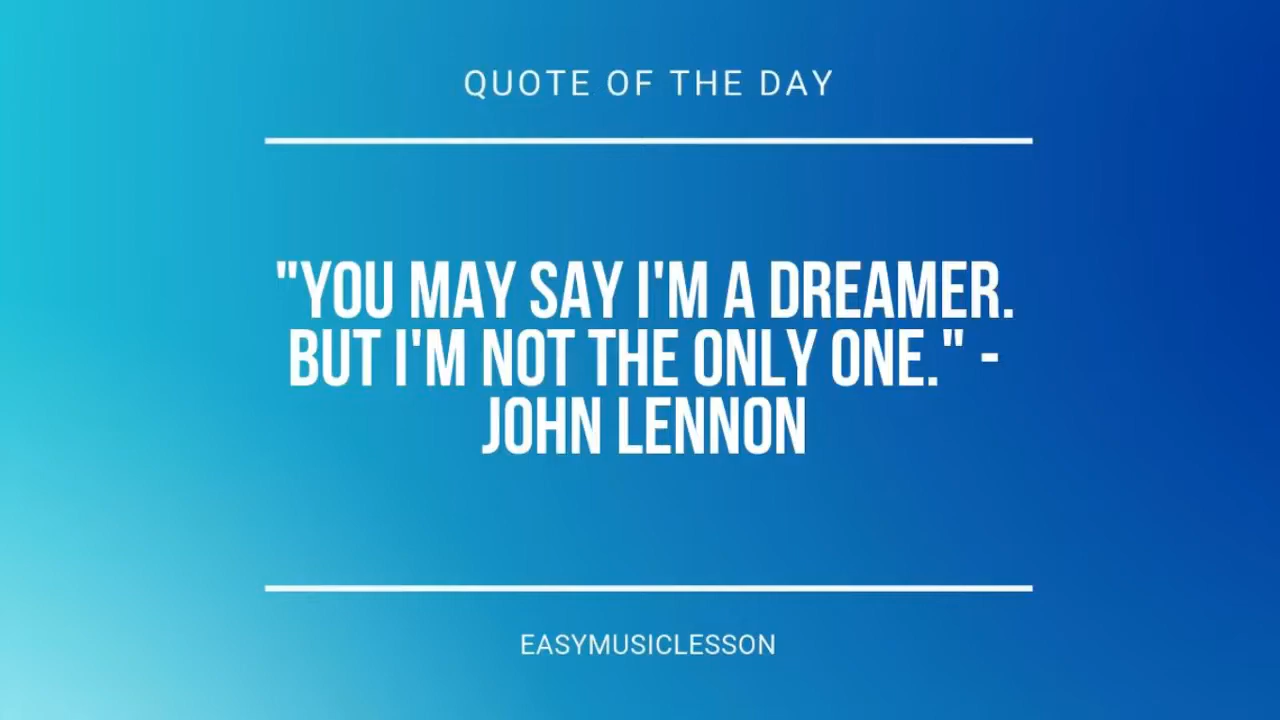 QUOTE OF THE DAY
"YOU MAY SAY I'M A DREAMER.
BUT I'M NOT THE ONLY ONE." -
JOHN LENNON
EASYMUSICLESSON